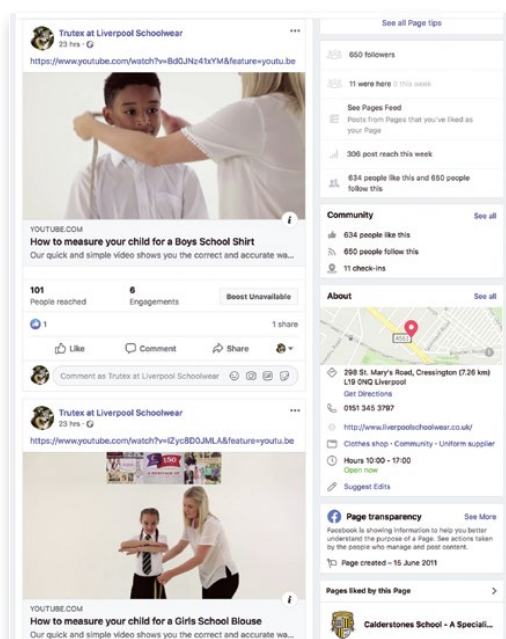 Trutex at Liverpool Schoolwear
23 hrs ·
https://www.youtube.com/watch?v=Bd0JNz41xYM&feature=youtu.be
YOUTUBE.COM
How to measure your child for a Boys School Shirt
Our quick and simple video shows you the correct and accurate wa...
101
People reached
6
Engagements
Boost Unavailable
1
1 share
Like
Comment
Share
Comment as Trutex at Liverpool Schoolwear
Trutex at Liverpool Schoolwear
23 hrs ·
https://www.youtube.com/watch?v=IZyc8D0JMLA&feature=youtu.be
150
YOUTUBE.COM
How to measure your child for a Girls School Blouse
Our quick and simple video shows you the correct and accurate wa...
See all Page tips
650 followers
11 were here 0 this week
See Pages Feed
Posts from Pages that you've liked as
your Page
306 post reach this week
634 people like this and 650 people
follow this
Community
See all
634 people like this
650 people follow this
11 check-ins
About
See all
A561
298 St. Mary's Road, Cressington (7.26 km)
L19 0NQ Liverpool
Get Directions
0151 345 3797
http://www.liverpoolschoolwear.co.uk/
Clothes shop · Community · Uniform supplier
Hours 10:00 - 17:00
Open now
Suggest Edits
Page transparency
See More
Facebook is showing information to help you better
understand the purpose of a Page. See actions taken
by the people who manage and post content.
Page created – 15 June 2011
Pages liked by this Page
Calderstones School - A Speciali...